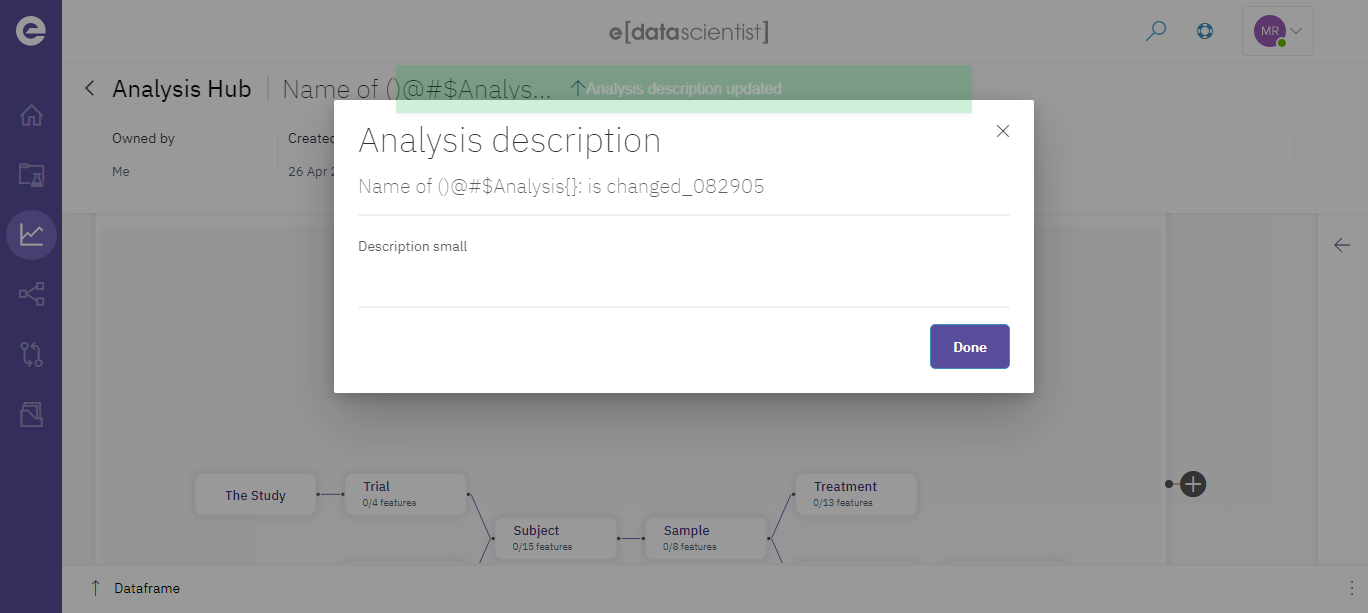 e[datascientist]
MR
Analysis Hub
Name of ()@#$Analys...
Analysis description updated
Owned by
Created
Me
26 Apr 2
Analysis description
Name of ()@#$Analysis{}: is changed_082905
Description small
Done
The Study
Trial
0/4 features
Treatment
0/13 features
Subject
0/15 features
Sample
0/8 features
Dataframe